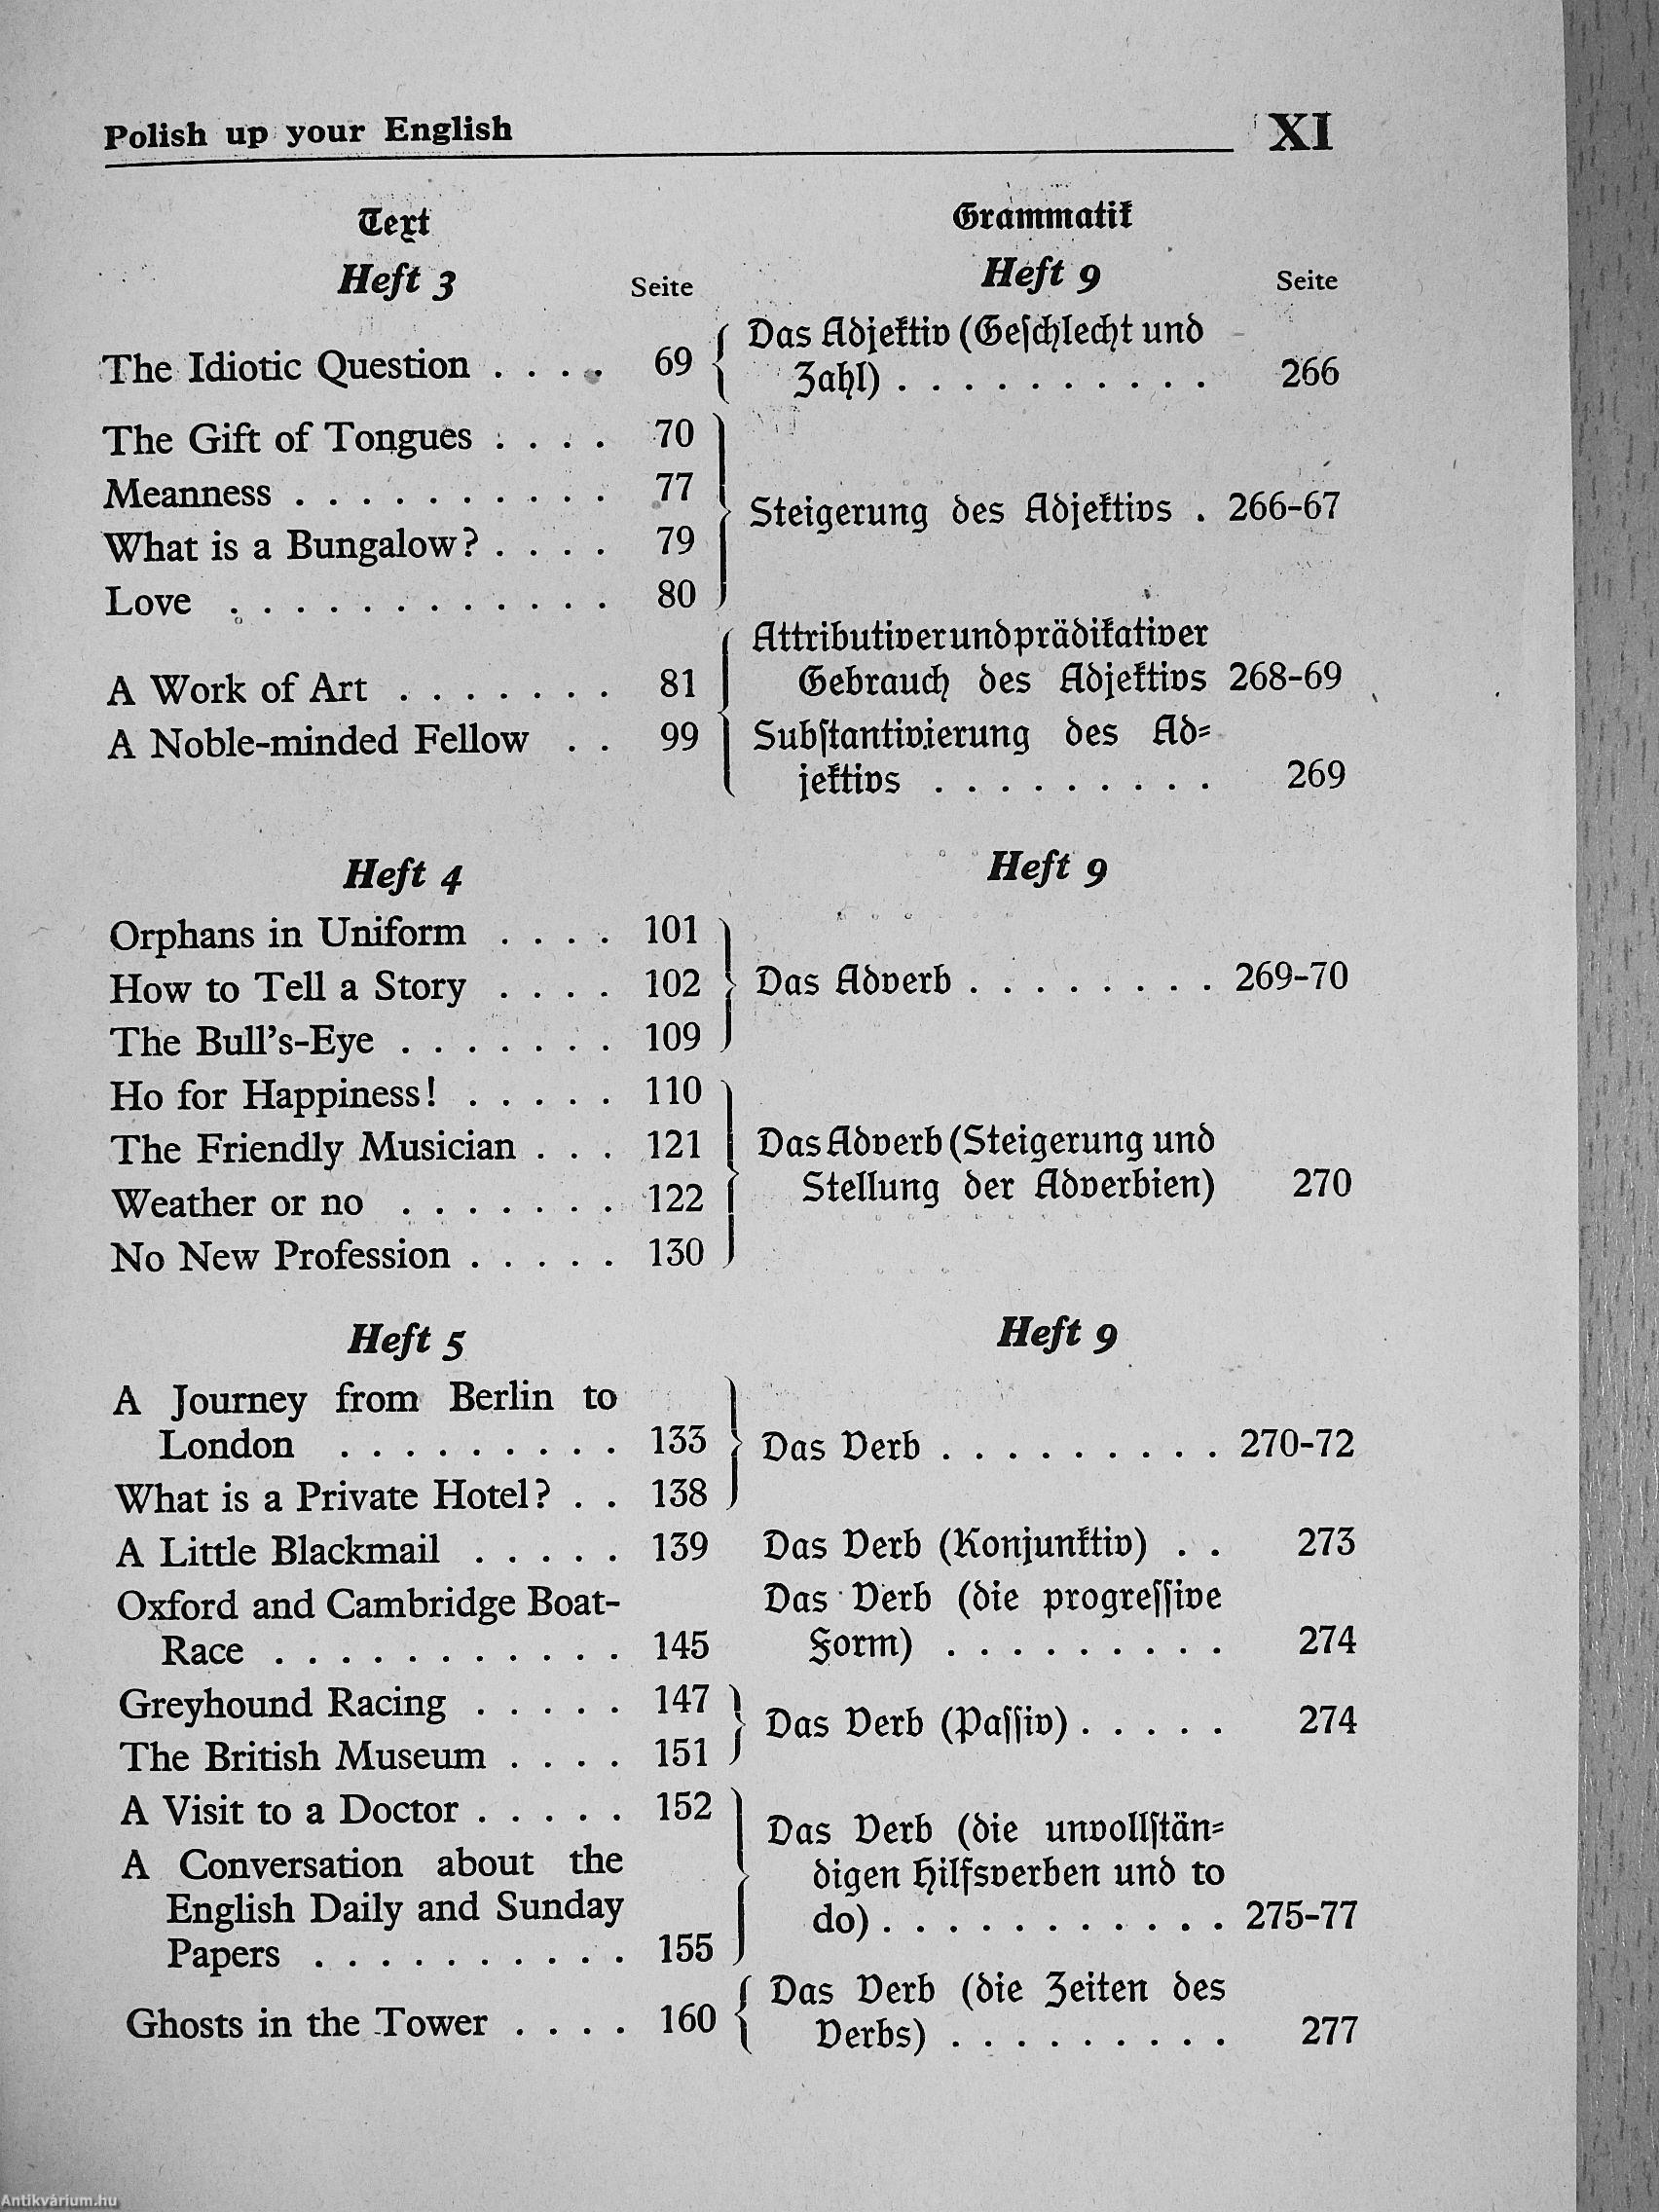 Polish up your English XI
Text Grammatik
Heft 3 Seite Heft 9 Seite
The Idiotic Question . . . . 69 { Das Adjektiv (Geschlecht und
Zahl) . . . . . . . . . . 266
The Gift of Tongues . . . . 70
Meanness . . . . . . . . . . 77
What is a Bungalow? . . . . 79 } Steigerung des Adjektivs . 266-67
Love . . . . . . . . . . . . 80
A Work of Art . . . . . . . 81
A Noble-minded Fellow . . 99
{ Attributiver und prädikativer
Gebrauch des Adjektivs 268-69
Substantivierung des Ad=
jektivs . . . . . . . . . 269
Heft 4 Heft 9
Orphans in Uniform . . . . 101
How to Tell a Story . . . . 102 } Das Adverb . . . . . . . . 269-70
The Bull's-Eye . . . . . . . 109
Ho for Happiness! . . . . . 110
The Friendly Musician . . . 121
Weather or no . . . . . . . 122
No New Profession . . . . . 130
} Das Adverb (Steigerung und
Stellung der Adverbien) 270
Heft 5 Heft 9
A Journey from Berlin to
London . . . . . . . . . 133 } Das Verb . . . . . . . . . 270-72
What is a Private Hotel? . . 138
A Little Blackmail . . . . . 139 Das Verb (Konjunktiv) . . 273
Oxford and Cambridge Boat- Das Verb (die progressive
Race . . . . . . . . . . . 145 Form) . . . . . . . . . 274
Greyhound Racing . . . . . 147 } Das Verb (Passiv) . . . . . 274
The British Museum . . . . 151
A Visit to a Doctor . . . . . 152
A Conversation about the
English Daily and Sunday
Papers . . . . . . . . . . 155
} Das Verb (die unvollstän=
digen Hilfsverben und to
do) . . . . . . . . . . . 275-77
Ghosts in the Tower . . . . 160 { Das Verb (die Zeiten des
Verbs) . . . . . . . . . 277
Antikvárium.hu